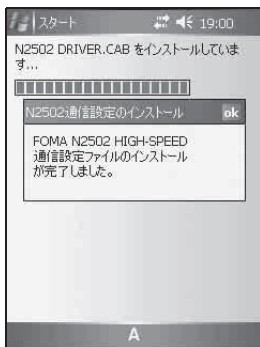 スタート 19:00
N2502 DRIVER.CAB をインストールしていま
す...
N2502通信設定のインストール ok
FOMA N2502 HIGH-SPEED
通信設定ファイルのインストール
が完了しました。
A